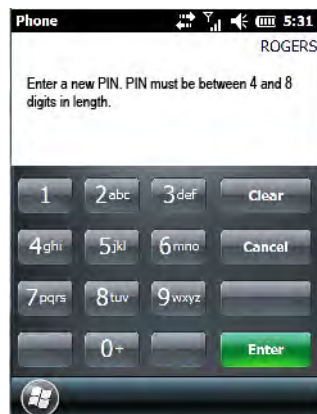 Phone 5:31
ROGERS
Enter a new PIN. PIN must be between 4 and 8
digits in length.
1 2abc 3def Clear
4ghi 5jkl 6mno Cancel
7pqrs 8tuv 9wxyz
0+ Enter